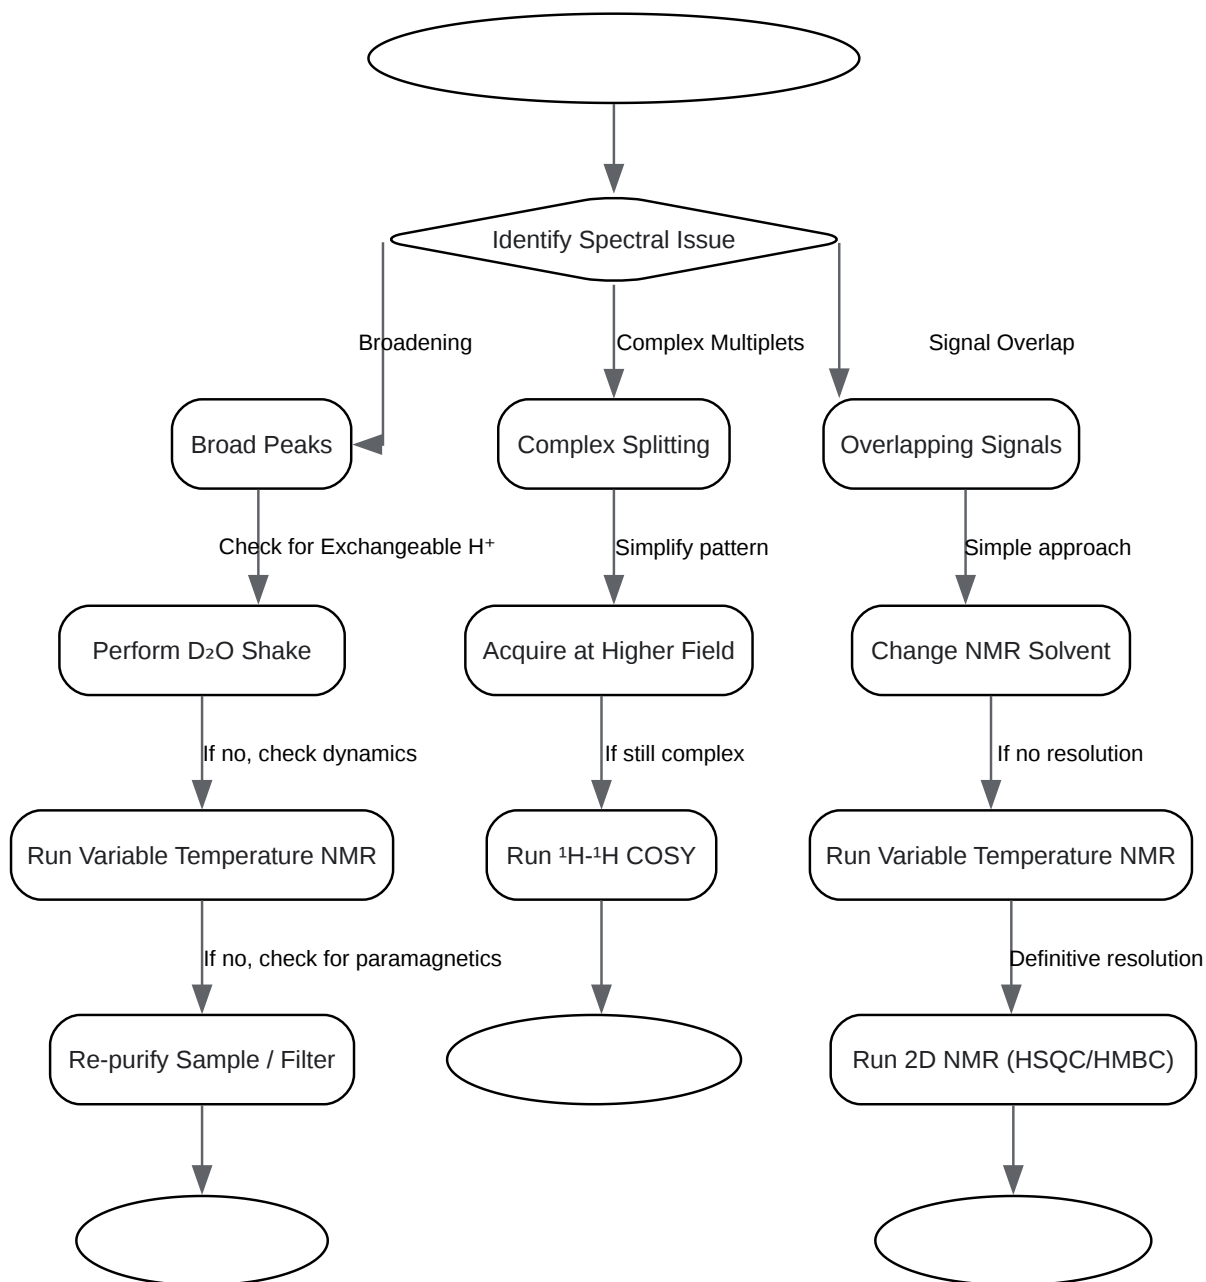 Identify Spectral Issue
Broadening
Complex Multiplets
Signal Overlap
Broad Peaks
Complex Splitting
Overlapping Signals
Check for Exchangeable H⁺
Simplify pattern
Simple approach
Perform D₂O Shake
Acquire at Higher Field
Change NMR Solvent
If no, check dynamics
If still complex
If no resolution
Run Variable Temperature NMR
Run ¹H-¹H COSY
Run Variable Temperature NMR
If no, check for paramagnetics
Definitive resolution
Re-purify Sample / Filter
Run 2D NMR (HSQC/HMBC)